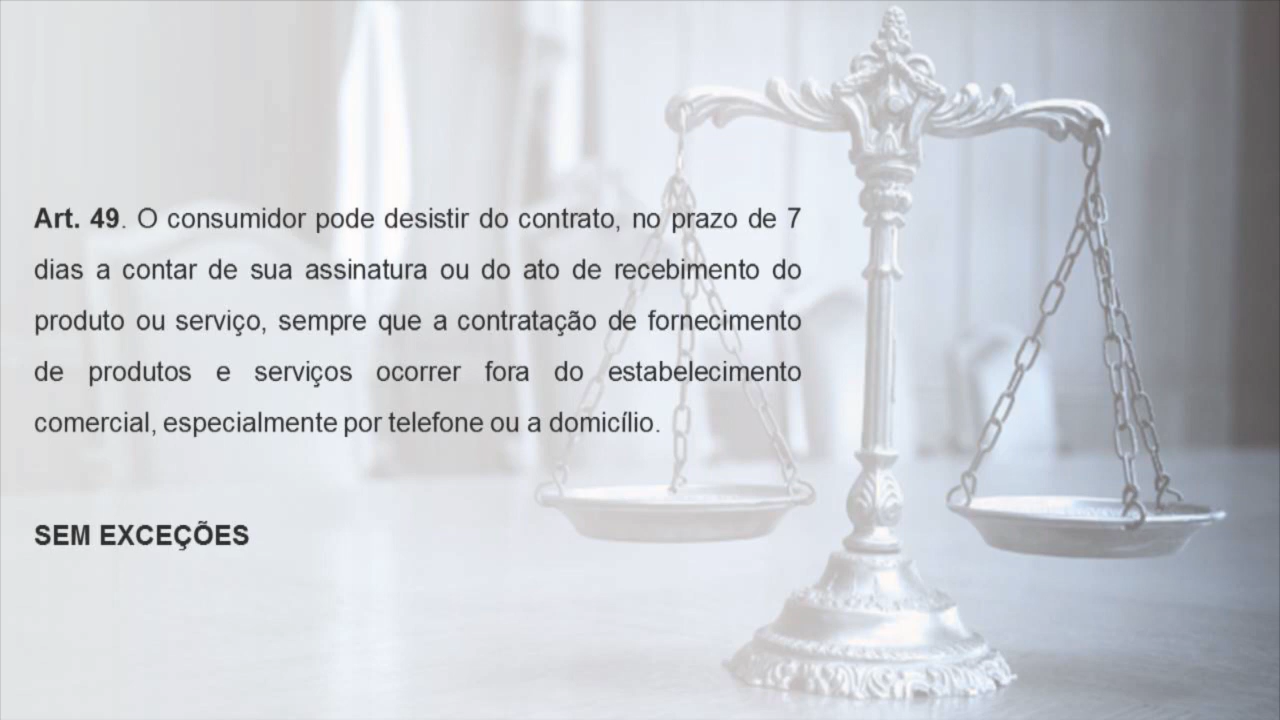 Art. 49. O consumidor pode desistir do contrato, no prazo de 7
dias a contar de sua assinatura ou do ato de recebimento do
produto ou serviço, sempre que a contratação de fornecimento
de produtos e serviços ocorrer fora do estabelecimento
comercial, especialmente por telefone ou a domicílio.
SEM EXCEÇÕES